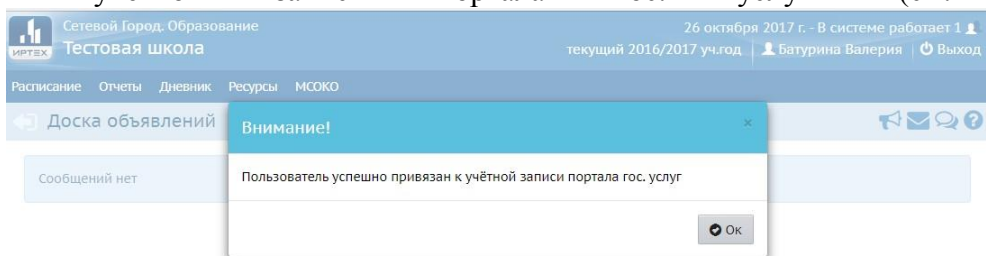 Сетевой Город. Образование
26 октября 2017 г. - В системе работает 1
ИРТЕХ
Тестовая школа
текущий 2016/2017 уч.год Батурина Валерия Выход
Расписание Отчеты Дневник Ресурсы МСОКО
Доска объявлений
Внимание!
×
Сообщений нет
Пользователь успешно привязан к учётной записи портала гос. услуг
Ок